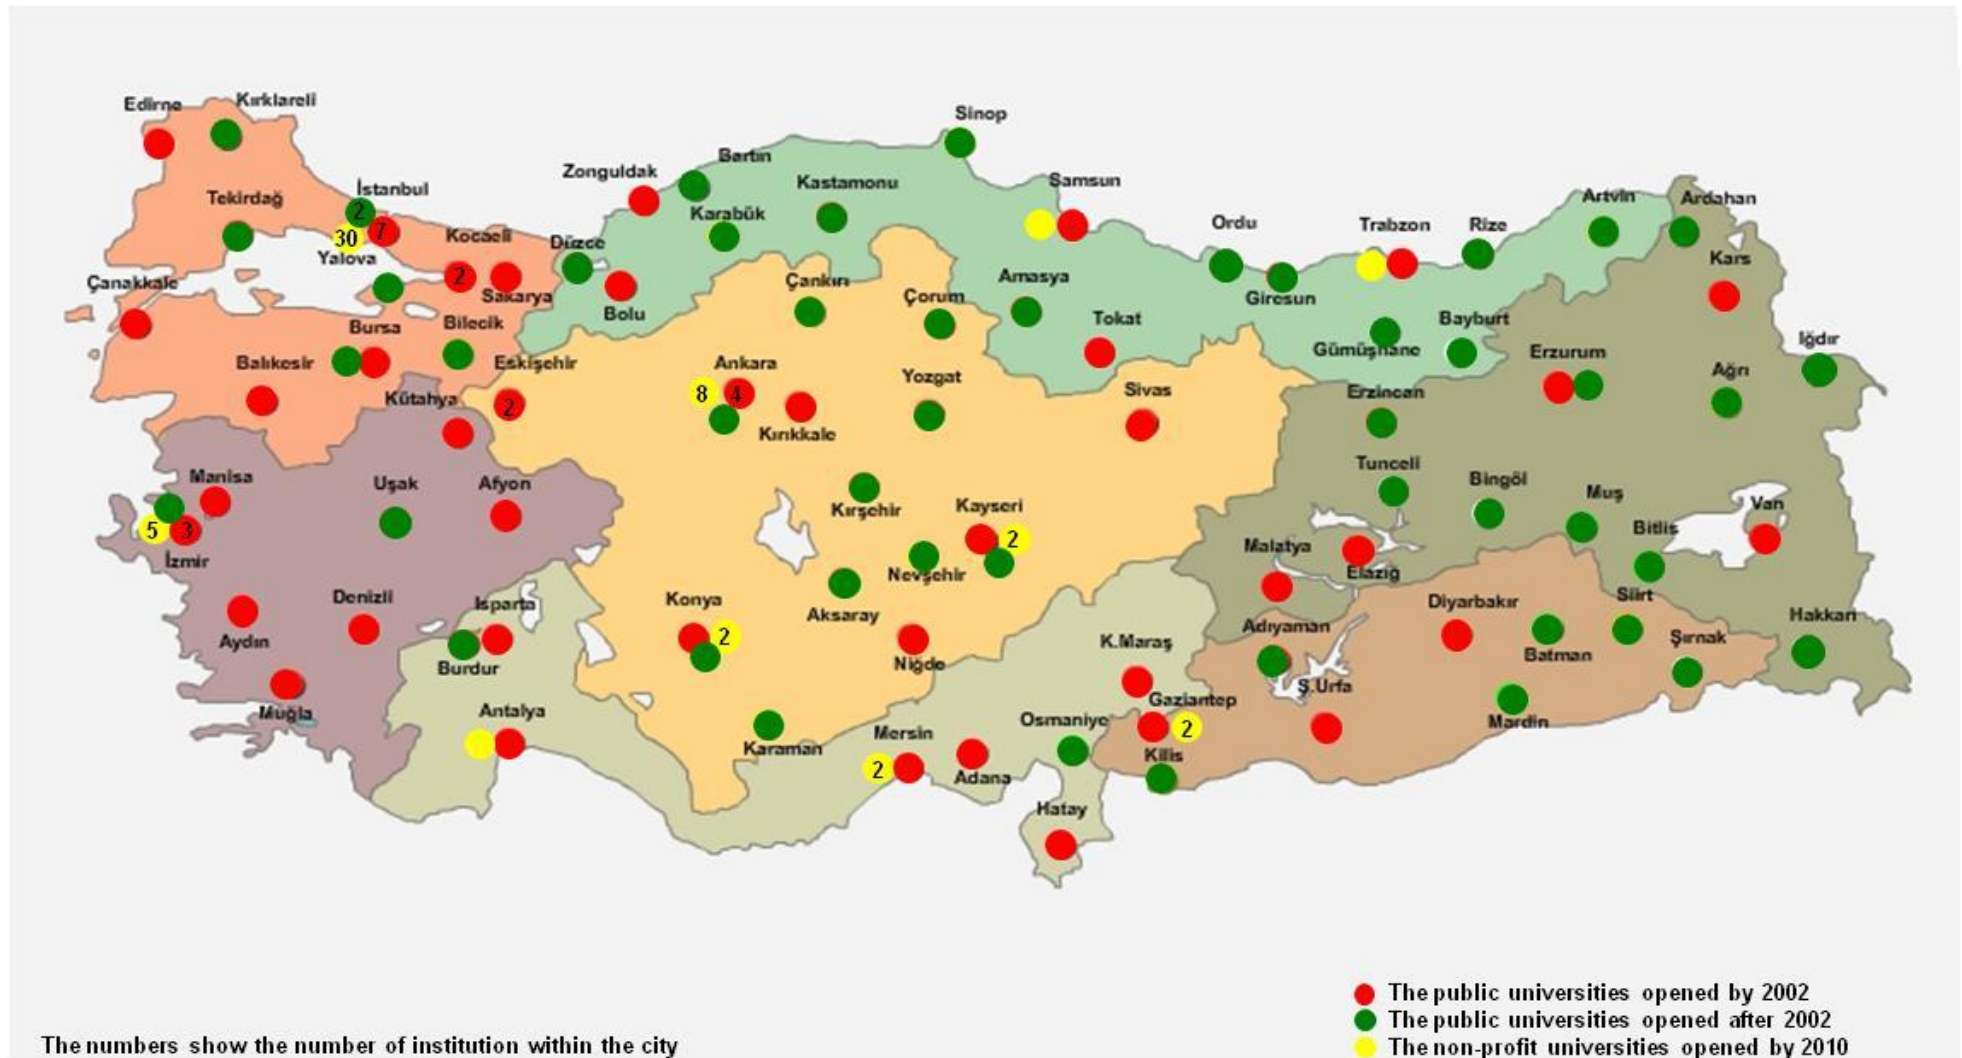 Edirne
Kırklareli
Sinop
Zonguldak
Bartın
Kastamonu
Samsun
Tekirdağ
İstanbul
2
7
30
Karabük
Artvin
Ardahan
Ordu
Trabzon
Rize
Kocaeli
Düzce
Yalova
Kars
Çanakkale
2
Sakarya
Çankırı
Çorum
Amasya
Giresun
Bolu
Bursa
Bilecik
Tokat
Gümüşhane
Bayburt
Iğdır
Balıkesir
Eskişehir
Ankara
Yozgat
Erzurum
Ağrı
Kütahya
2
8
4
Sivas
Erzincan
Kırıkkale
Tunceli
Bingöl
Muş
Manisa
Uşak
Afyon
Kırşehir
Kayseri
Van
5
3
2
Bitlis
İzmir
Malatya
Nevşehir
Elazığ
Denizli
Isparta
Konya
Aksaray
Diyarbakır
Siirt
Aydın
2
Adıyaman
Hakkari
Burdur
Niğde
K.Maraş
Batman
Şırnak
Muğla
Antalya
Ş.Urfa
Gaziantep
Osmaniye
2
Mardin
Karaman
Mersin
Kilis
2
Adana
Hatay
The public universities opened by 2002
The public universities opened after 2002
The numbers show the number of institution within the city
The non-profit universities opened by 2010